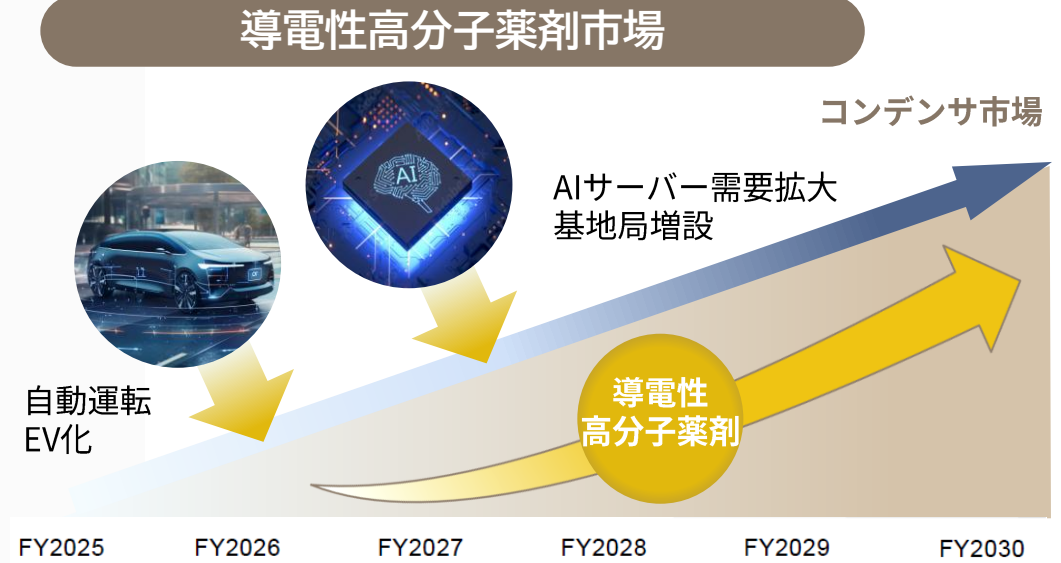 導電性高分子薬剤市場
コンデンサ市場
AI
AIサーバー需要拡大
基地局増設
自動運転
EV化
導電性
高分子薬剤
FY2025
FY2026
FY2027
FY2028
FY2029
FY2030